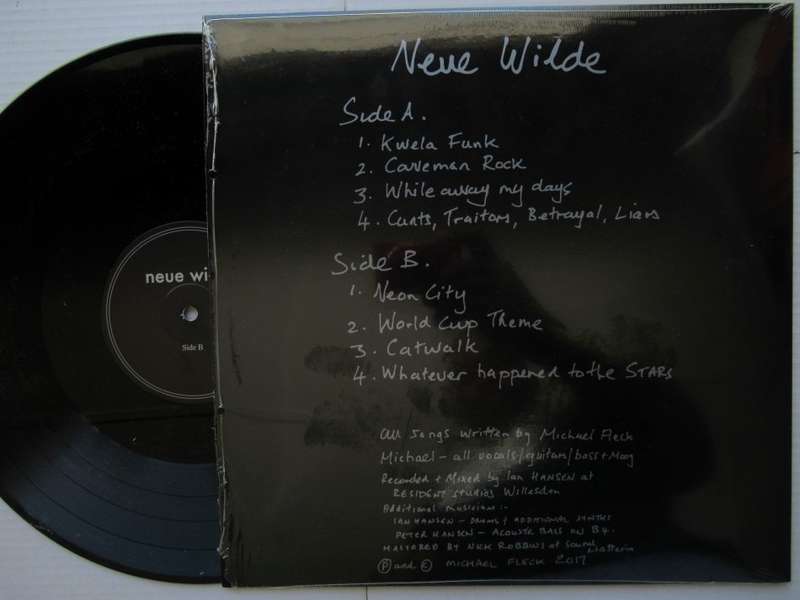 Neue Wilde
Side A.
1. Kwela Funk
2. Caveman Rock
3. While away my days
4. Cunts, Traitors, Betrayal, Liars
Side B.
1. Neon City
2. World Cup Theme
3. Catwalk
4. Whatever happened to the STARS
All songs written by Michael Fleck
Michael - all vocals/guitars/bass + Moog
Recorded + Mixed by Ian HANSEN at
RESIDENT STUDIOS Willesden
Additional musician :-
IAN HANSEN - DRUMS + ADDITIONAL SYNTHS
PETER HANSEN - ACOUSTIC BASS ON B4.
MASTERED BY NICK ROBBINS at Sound Mastering
Ⓟ and © MICHAEL FLECK 2017
neue wi
Side B